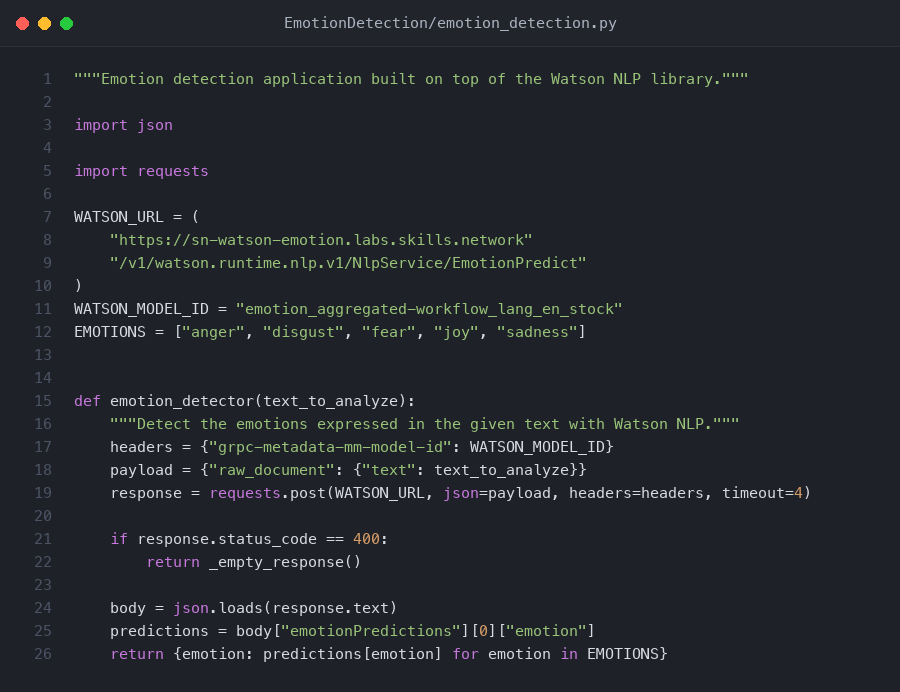 EmotionDetection/emotion_detection.py
1 """Emotion detection application built on top of the Watson NLP library."""
2
3 import json
4
5 import requests
6
7 WATSON_URL = (
8     "https://sn-watson-emotion.labs.skills.network"
9     "/v1/watson.runtime.nlp.v1/NlpService/EmotionPredict"
10 )
11 WATSON_MODEL_ID = "emotion_aggregated-workflow_lang_en_stock"
12 EMOTIONS = ["anger", "disgust", "fear", "joy", "sadness"]
13
14
15 def emotion_detector(text_to_analyze):
16     """Detect the emotions expressed in the given text with Watson NLP."""
17     headers = {"grpc-metadata-mm-model-id": WATSON_MODEL_ID}
18     payload = {"raw_document": {"text": text_to_analyze}}
19     response = requests.post(WATSON_URL, json=payload, headers=headers, timeout=4)
20
21     if response.status_code == 400:
22         return _empty_response()
23
24     body = json.loads(response.text)
25     predictions = body["emotionPredictions"][0]["emotion"]
26     return {emotion: predictions[emotion] for emotion in EMOTIONS}